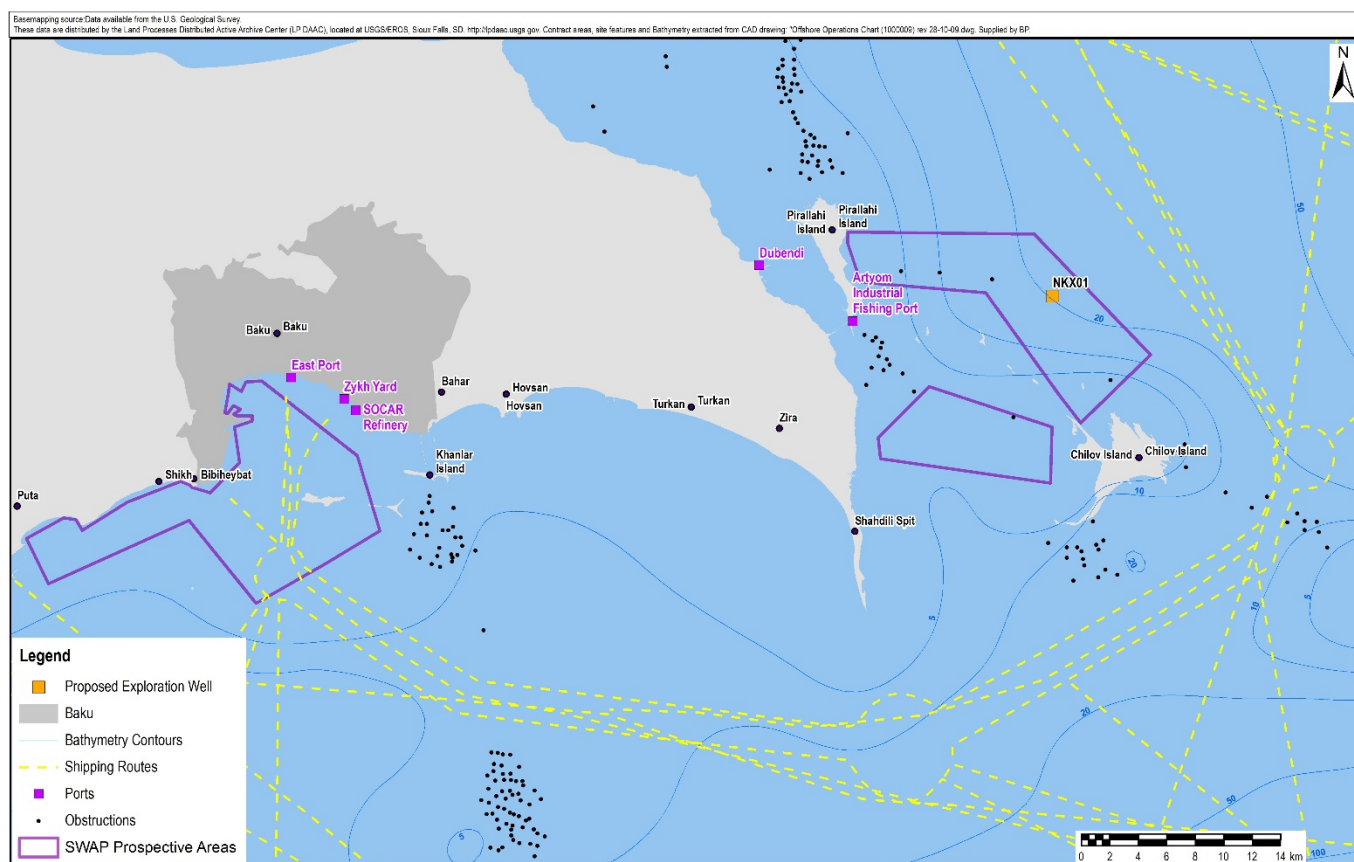 Basemapping source:Data available from the U.S. Geological Survey.
These data are distributed by the Land Processes Distributed Active Archive Center (LP DAAC), located at USGS/EROS, Sioux Falls, SD. http://lpdaac.usgs.gov. Contract areas, site features and Bathymetry extracted from CAD drawing: "Offshore Operations Chart (1000009) rev 28-10-09.dwg. Supplied by BP.
N
50
Pirallahi
Island
Pirallahi
Island
Dubendi
Artyom
Industrial
Fishing Port
NKX01
20
Baku
Baku
East Port
Zykh Yard
SOCAR
Refinery
Bahar
Hovsan
Hovsan
Turkan
Turkan
Zira
Khanlar
Island
Chilov Island
Chilov Island
Shikh
Bibiheybat
Puta
10
Shahdili Spit
20
5
10
5
20
50
5
100
Legend
Proposed Exploration Well
Baku
Bathymetry Contours
Shipping Routes
Ports
Obstructions
SWAP Prospective Areas
0 2 4 6 8 10 12 14 km